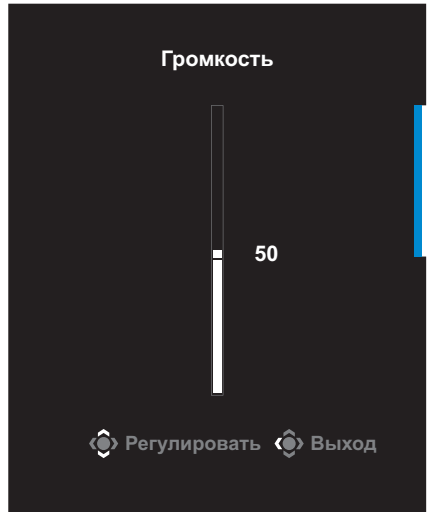 Громкость
50
Регулировать Выход